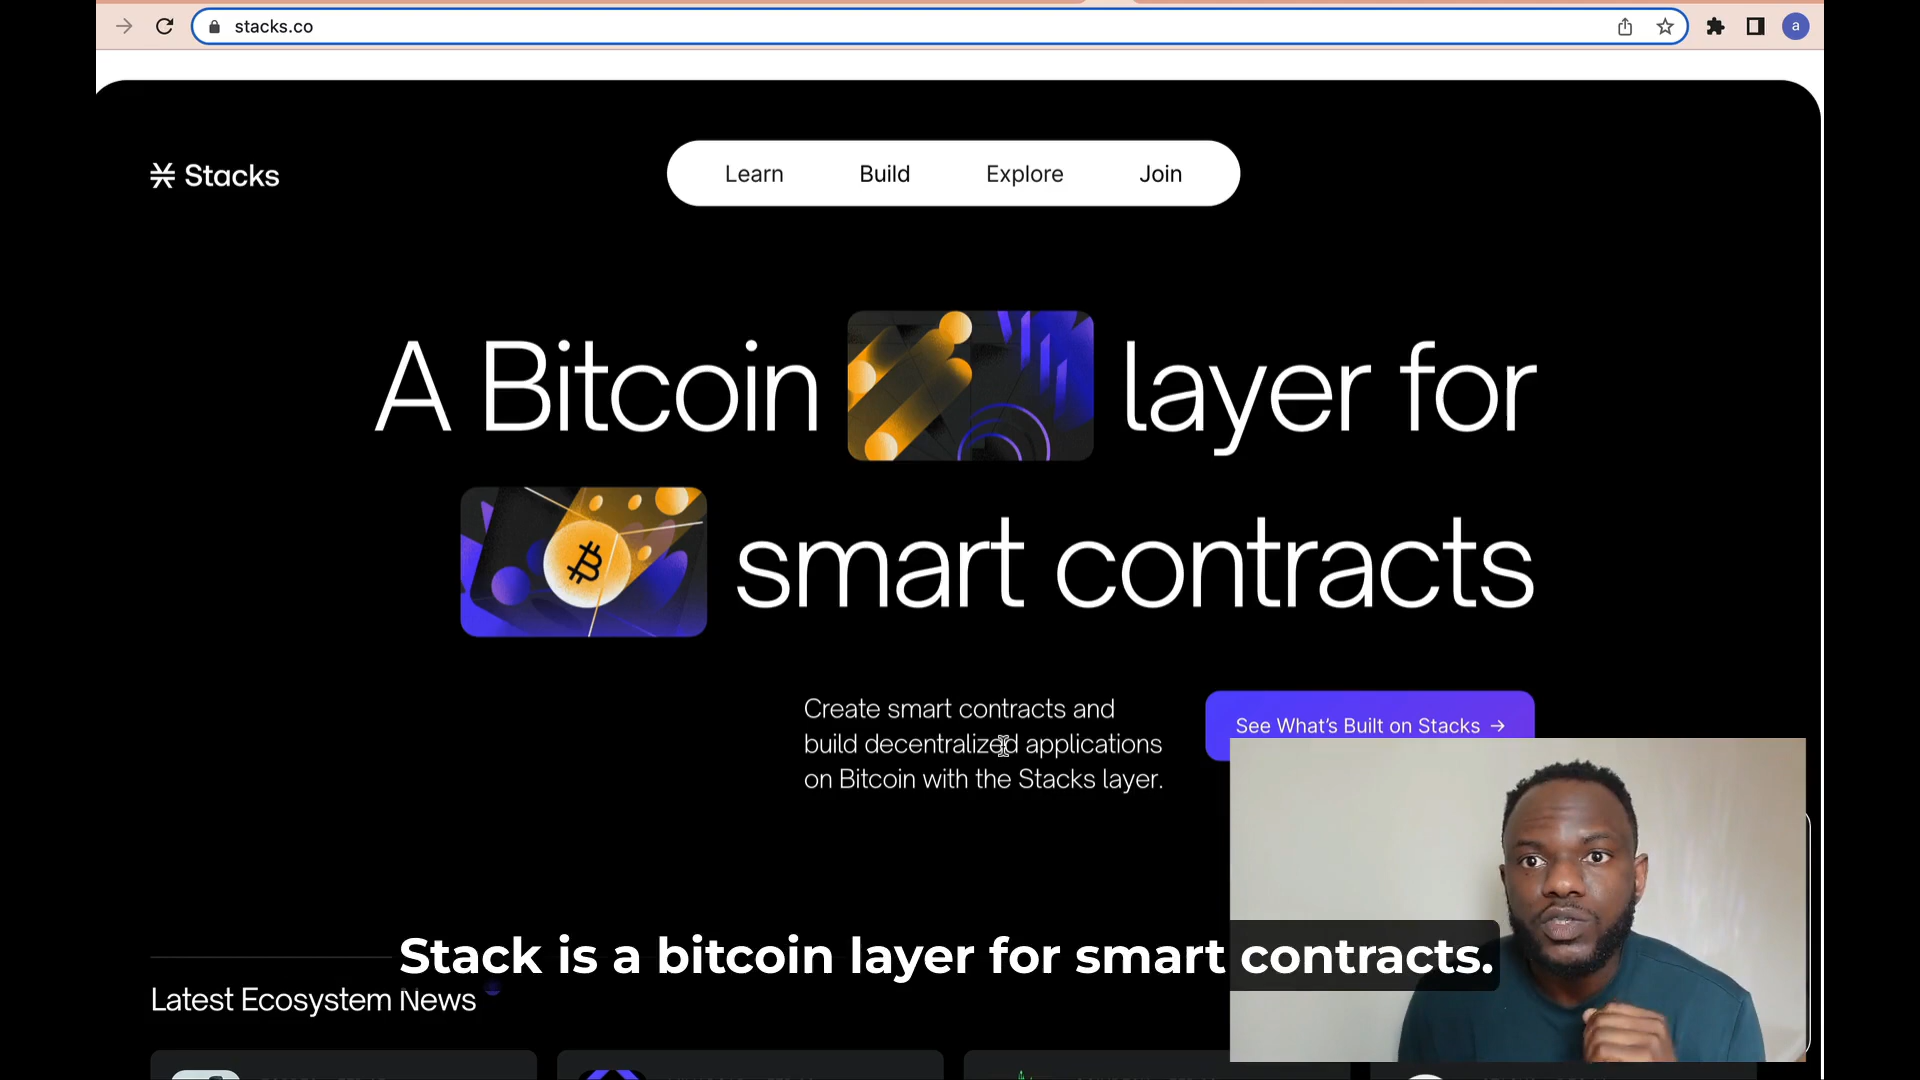 stacks.co
a
Stacks
Learn Build Explore Join
A Bitcoin layer for
smart contracts
Create smart contracts and
build decentralized applications
on Bitcoin with the Stacks layer.
See What's Built on Stacks →
Stack is a bitcoin layer for smart contracts.
Latest Ecosystem News